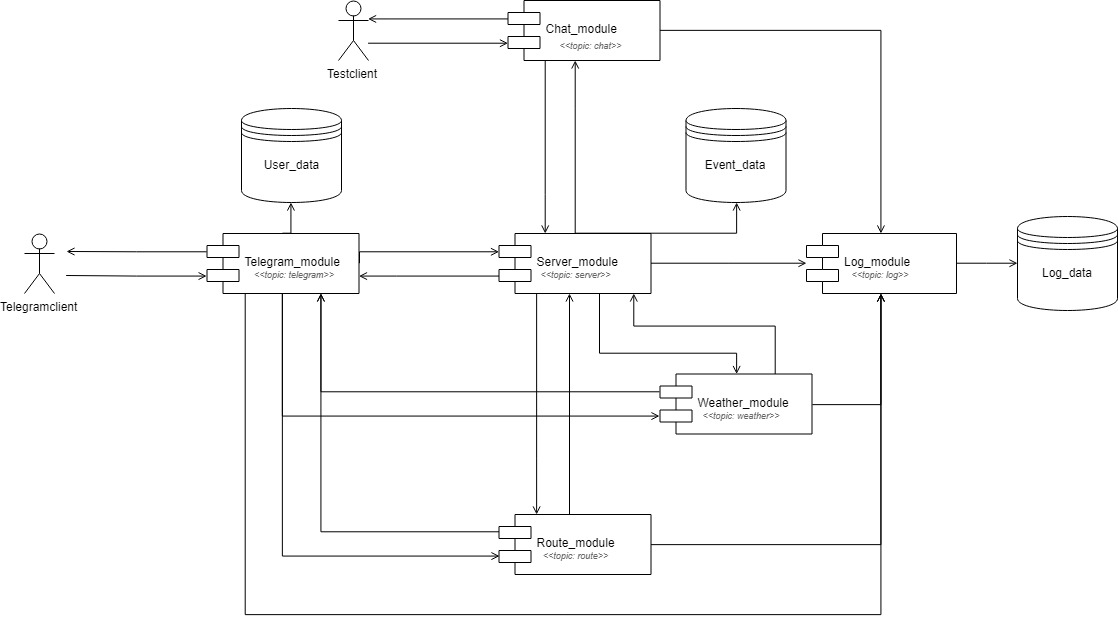 Chat_module
<<topic: chat>>
Testclient
User_data
Event_data
Telegram_module
<<topic: telegram>>
Server_module
<<topic: server>>
Log_module
<<topic: log>>
Log_data
Telegramclient
Weather_module
<<topic: weather>>
Route_module
<<topic: route>>